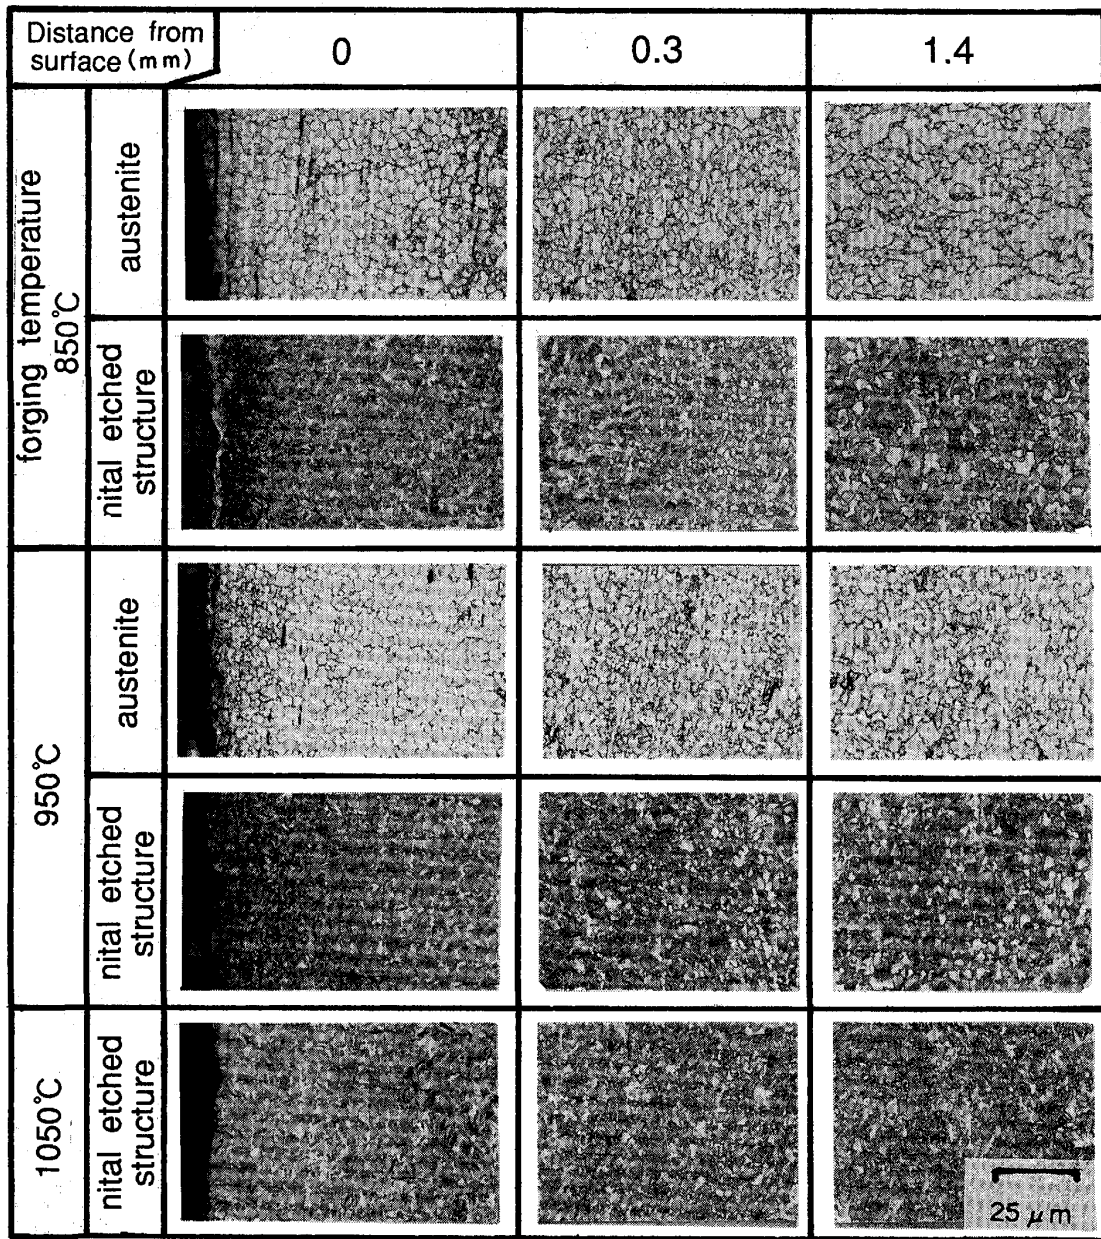 Distance from
surface (mm)
0
0.3
1.4
forging temperature
850℃
austenite
nital etched
structure
950℃
austenite
nital etched
structure
1050℃
nital etched
structure
25 μm